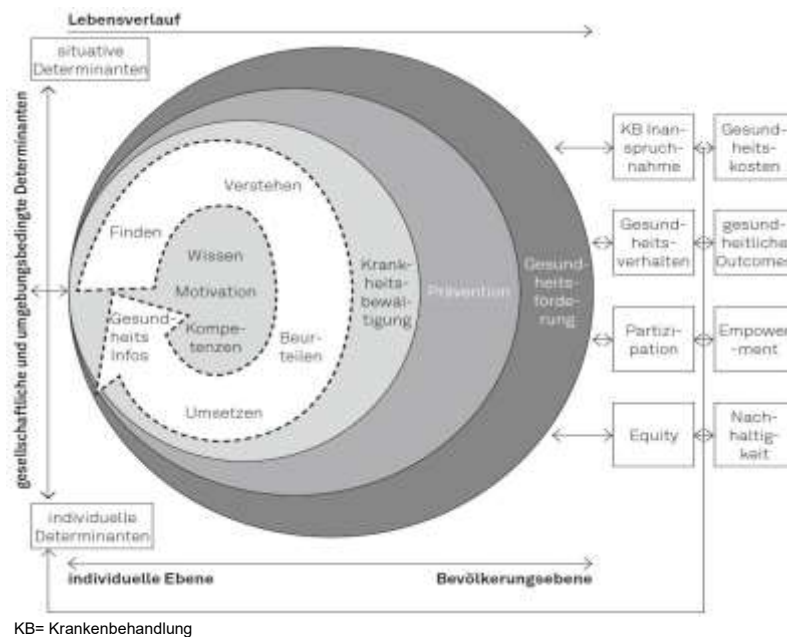 Lebensverlauf
situative
Determinanten
gesellschaftliche und umgebungsbedingte Determinanten
individuelle
Determinanten
Finden
Verstehen
Wissen
Motivation
Kompe-
tenzen
Gesund-
heits
Infos
Beur-
teilen
Umsetzen
Krank-
heits-
bewäl-
tigung
Prävention
Gesund-
heits-
förde-
rung
KB Inan-
spruch-
nahme
Gesund-
heits-
kosten
Gesund-
heits-
verhalten
gesund-
heitliche
Outcomes
Partizi-
pation
Empower
-ment
Equity
Nach-
haltig-
keit
individuelle Ebene
Bevölkerungsebene
KB= Krankenbehandlung